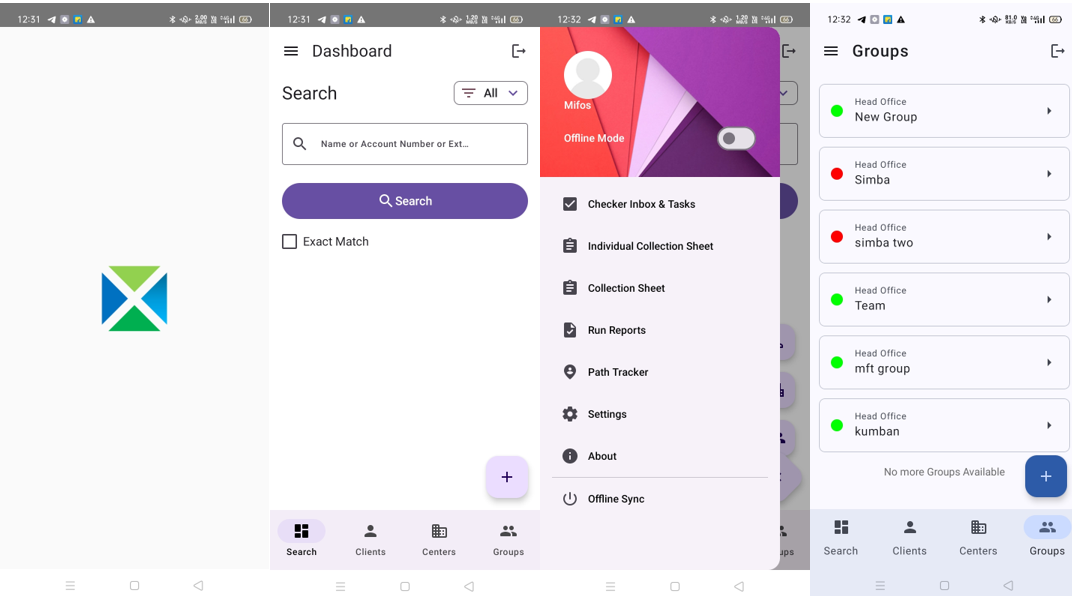 12:31
12:31
Dashboard
Search
All
Name or Account Number or Ext...
Search
Exact Match
Search
Clients
Centers
Groups
12:32
Mifos
Offline Mode
Checker Inbox & Tasks
Individual Collection Sheet
Collection Sheet
Run Reports
Path Tracker
Settings
About
Offline Sync
ups
12:32
Groups
Head Office
New Group
Head Office
Simba
Head Office
simba two
Head Office
Team
Head Office
mft group
Head Office
kumban
No more Groups Available
Search
Clients
Centers
Groups